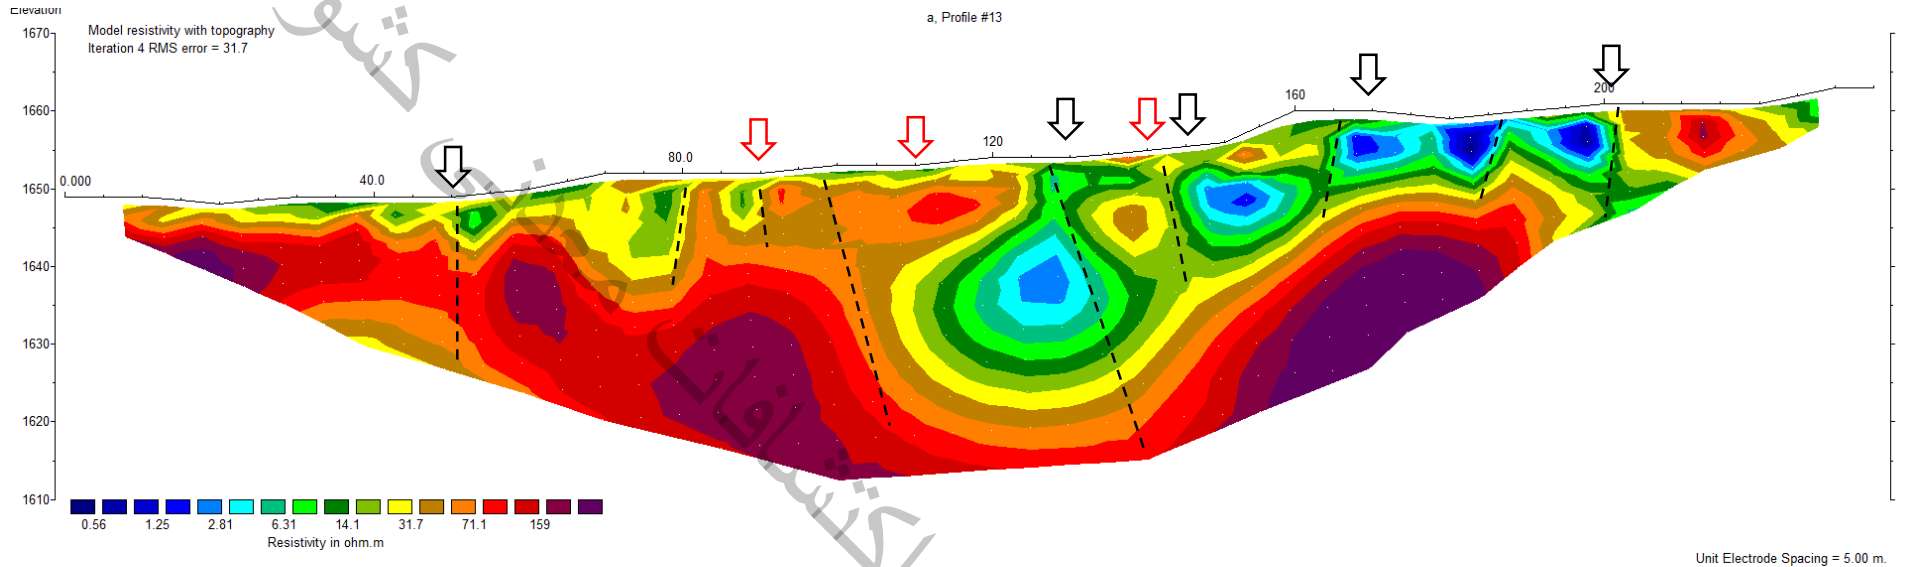 Elevation
a, Profile #13
Model resistivity with topography
Iteration 4 RMS error = 31.7
1670
1660
1650
1640
1630
1620
1610
0.000
40.0
80.0
120
160
200
0.56 1.25 2.81 6.31 14.1 31.7 71.1 159
Resistivity in ohm.m
Unit Electrode Spacing = 5.00 m.